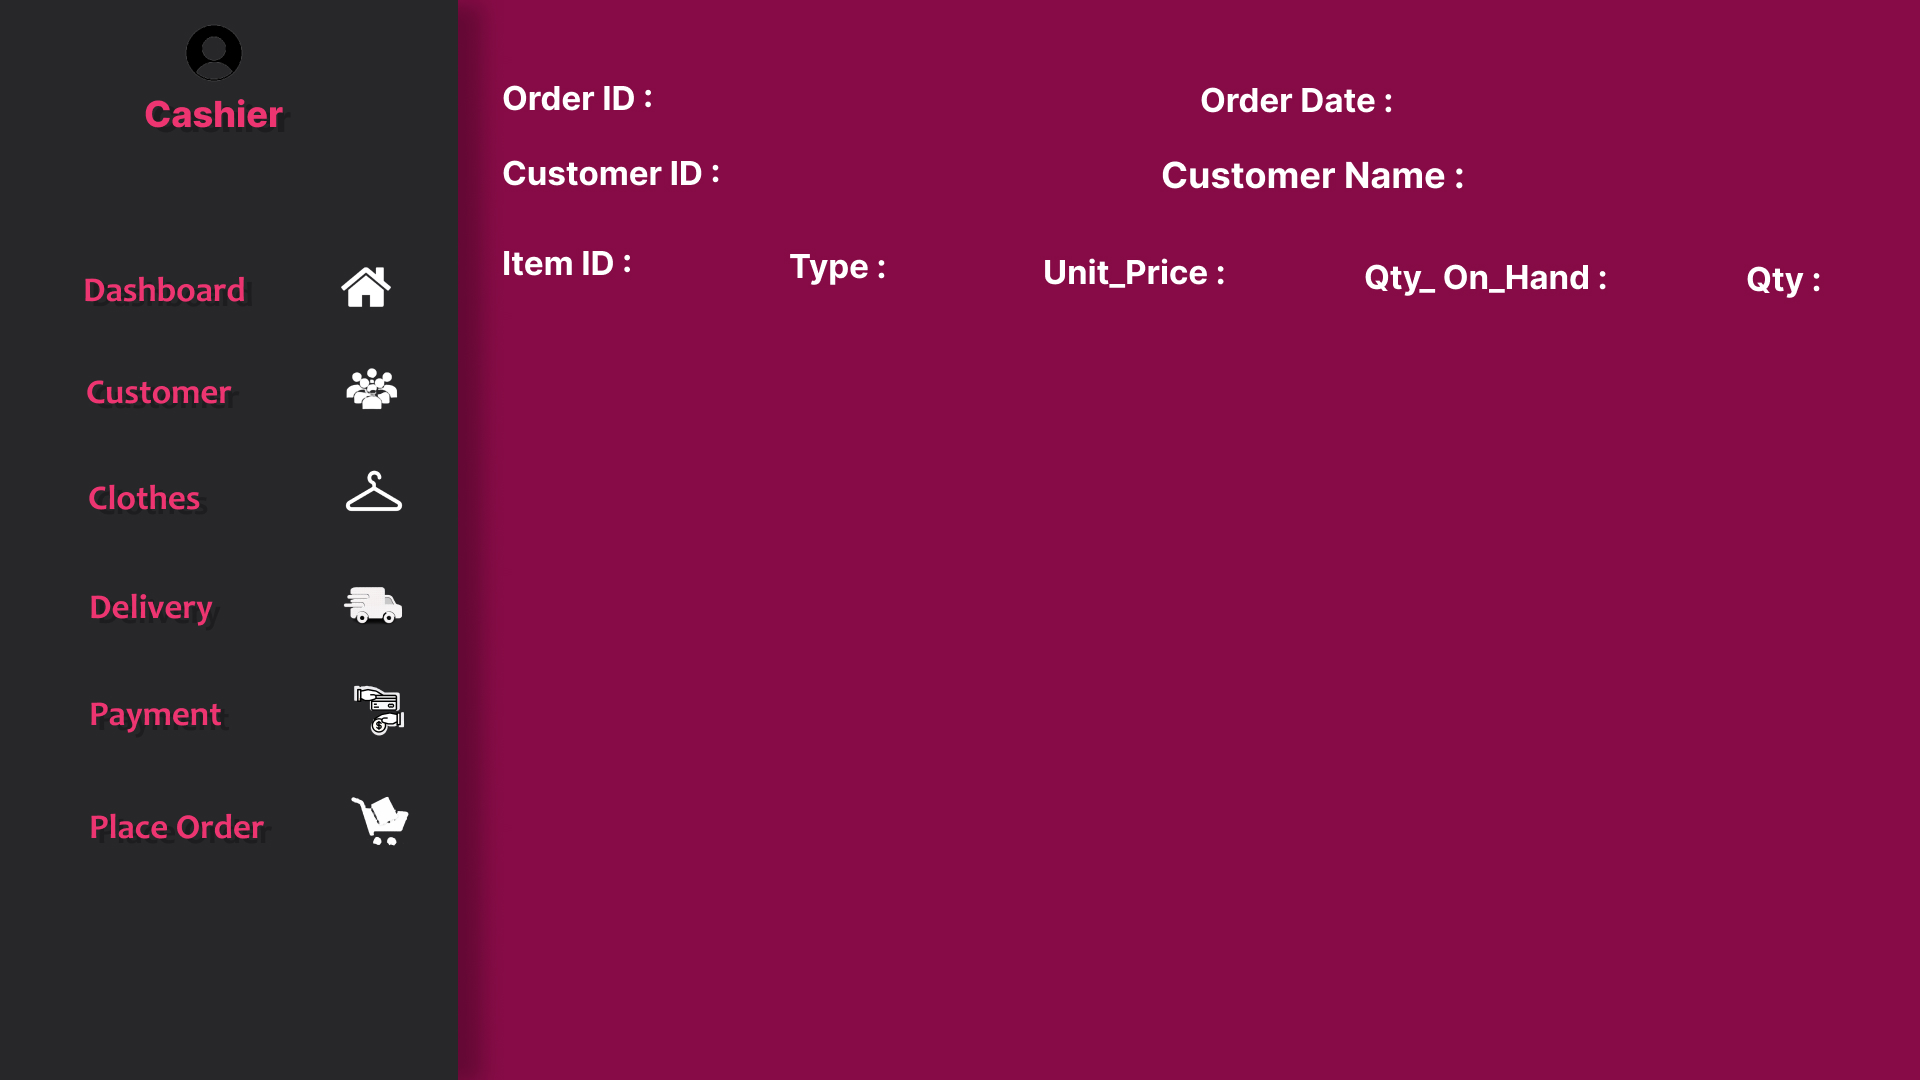 Cashier
Dashboard
Customer
Clothes
Delivery
Payment
Place Order
Order ID :
Order Date :
Customer ID :
Customer Name :
Item ID :
Type :
Unit_Price :
Qty_ On_Hand :
Qty :